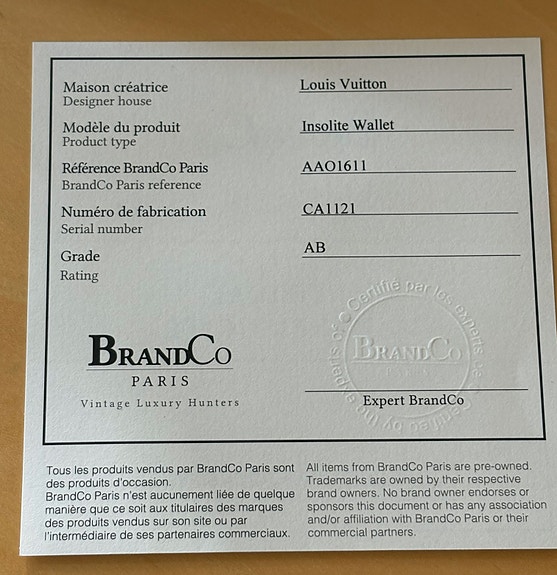 Maison créatrice
Designer house
Louis Vuitton
Modèle du produit
Product type
Insolite Wallet
Référence BrandCo Paris
BrandCo Paris reference
AAO1611
Numéro de fabrication
Serial number
CA1121
Grade
Rating
AB
BRANDCO
PARIS
Vintage Luxury Hunters
Certifié par les experts
BRANDCO
Certified by the experts of
Expert BrandCo
Tous les produits vendus par BrandCo Paris sont
des produits d'occasion.
BrandCo Paris n'est aucunement liée de quelque
manière que ce soit aux titulaires des marques
des produits vendus sur son site ou par
l'intermédiaire de ses partenaires commerciaux.
All items from BrandCo Paris are pre-owned.
Trademarks are owned by their respective
brand owners. No brand owner endorses or
sponsors this document or has any association
and/or affiliation with BrandCo Paris or their
commercial partners.